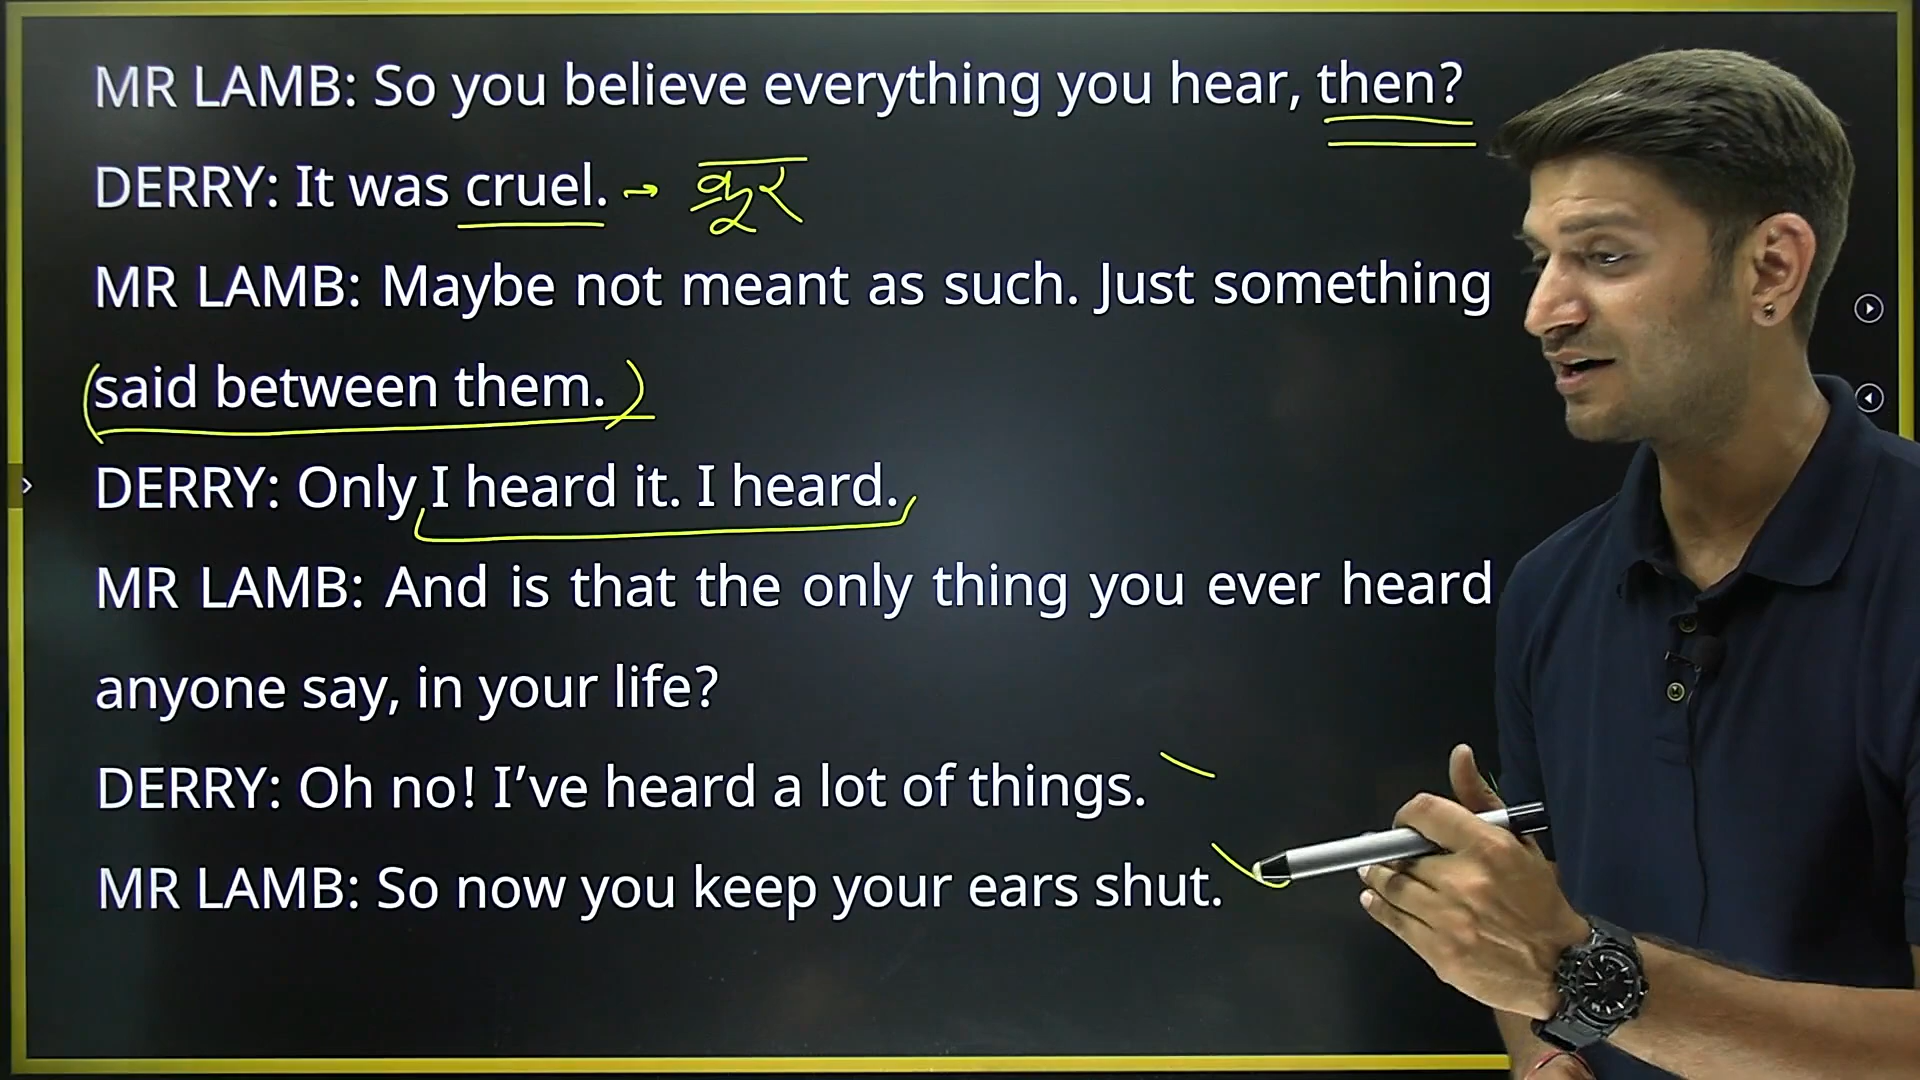 MR LAMB: So you believe everything you hear, then?
DERRY: It was cruel. → क्रूर
MR LAMB: Maybe not meant as such. Just something
(said between them.)
DERRY: Only I heard it. I heard.
MR LAMB: And is that the only thing you ever heard
anyone say, in your life?
DERRY: Oh no! I’ve heard a lot of things.
MR LAMB: So now you keep your ears shut.